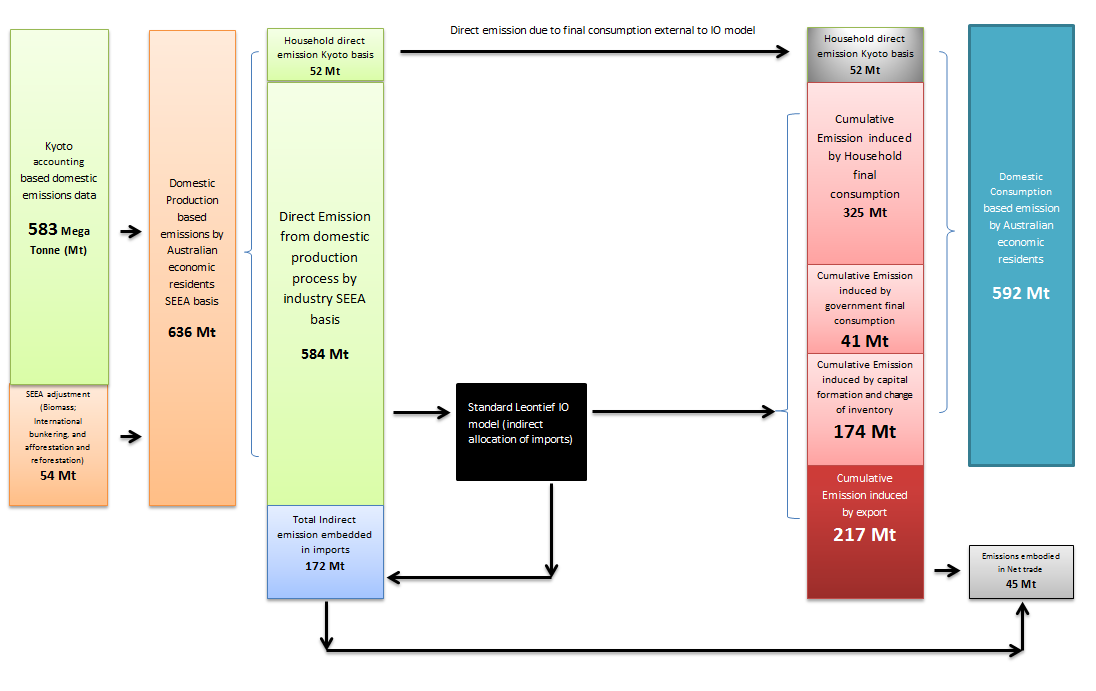 Direct emission due to final consumption external to IO model
Kyoto
accounting
based domestic
emissions data
583 Mega
Tonne (Mt)
SEEA adjustment
(Biomass;
International
bunkering, and
afforestation and
reforestation)
54 Mt
Domestic
Production
based
emissions by
Australian
economic
residents
SEEA basis
636 Mt
Household direct
emission Kyoto basis
52 Mt
Direct Emission
from domestic
production
process by
industry SEEA
basis
584 Mt
Total Indirect
emission embedded
in imports
172 Mt
Standard Leontief IO
model (indirect
allocation of imports)
Household direct
emission Kyoto basis
52 Mt
Cumulative
Emission induced
by Household
final
consumption
325 Mt
Cumulative Emission
induced by
government final
consumption
41 Mt
Cumulative Emission
induced by capital
formation and change
of inventory
174 Mt
Cumulative
Emission induced
by export
217 Mt
Domestic
Consumption
based emission
by Australian
economic
residents
592 Mt
Emissions embodied
in Net trade
45 Mt